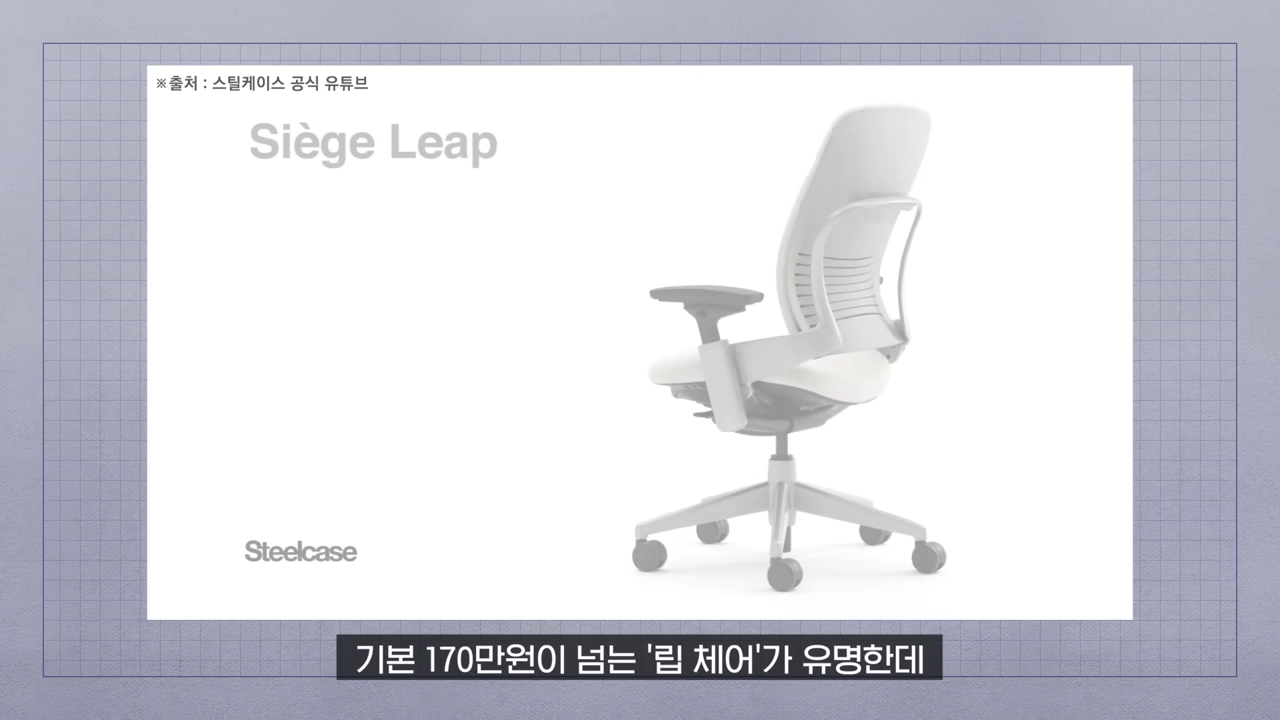 ※출처 : 스틸케이스 공식 유튜브
Siège Leap
Steelcase
기본 170만원이 넘는 '립 체어'가 유명한데